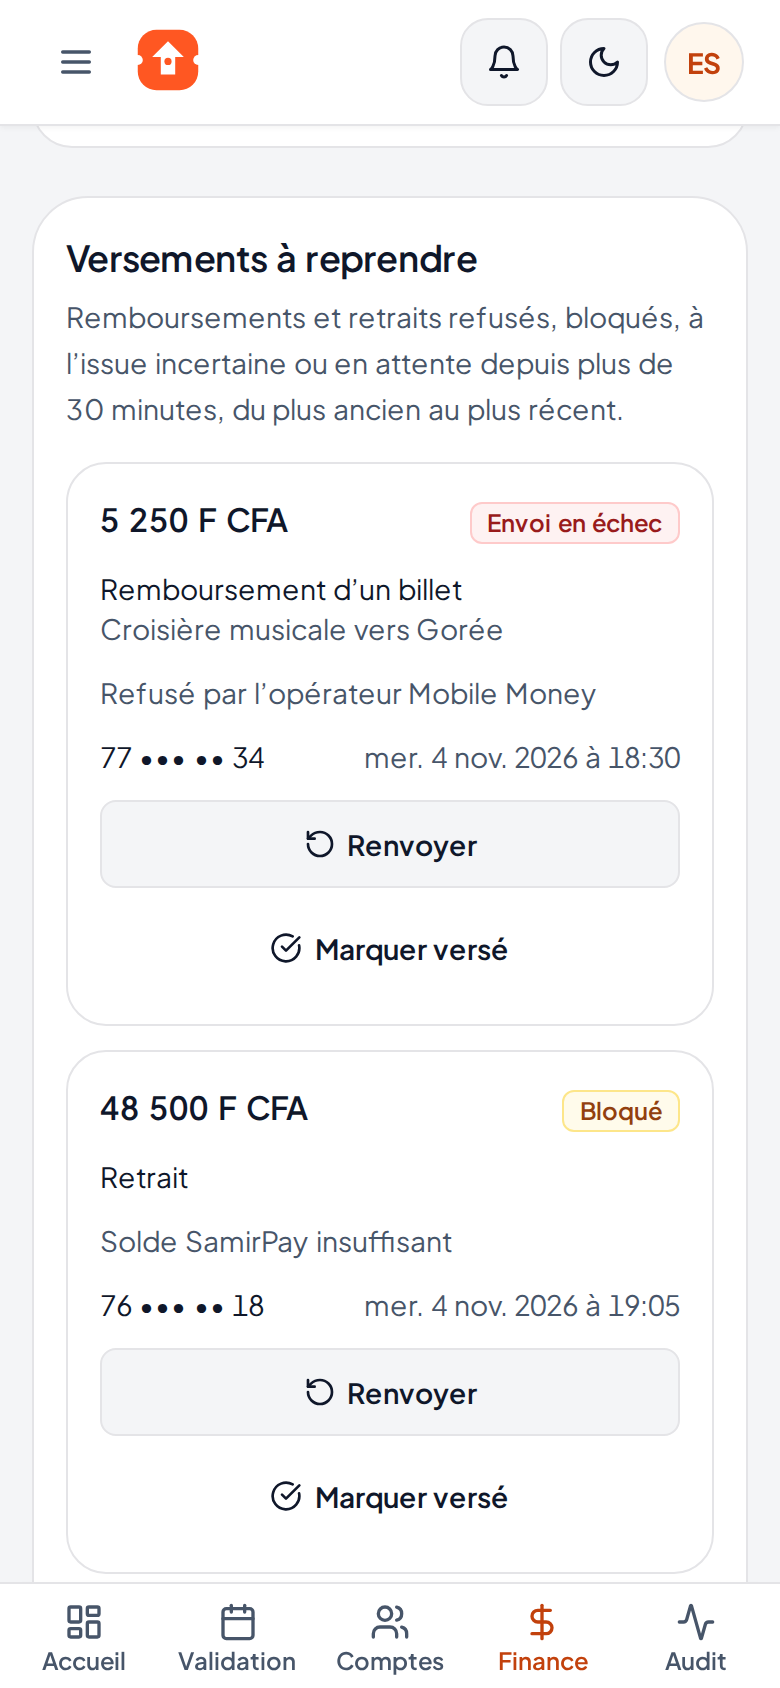 ES
Versements à reprendre
Remboursements et retraits refusés, bloqués, à
l’issue incertaine ou en attente depuis plus de
30 minutes, du plus ancien au plus récent.
5 250 F CFA
Envoi en échec
Remboursement d’un billet
Croisière musicale vers Gorée
Refusé par l’opérateur Mobile Money
77 ••• •• 34
mer. 4 nov. 2026 à 18:30
Renvoyer
Marquer versé
48 500 F CFA
Bloqué
Retrait
Solde SamirPay insuffisant
76 ••• •• 18
mer. 4 nov. 2026 à 19:05
Renvoyer
Marquer versé
Accueil
Validation
Comptes
Finance
Audit